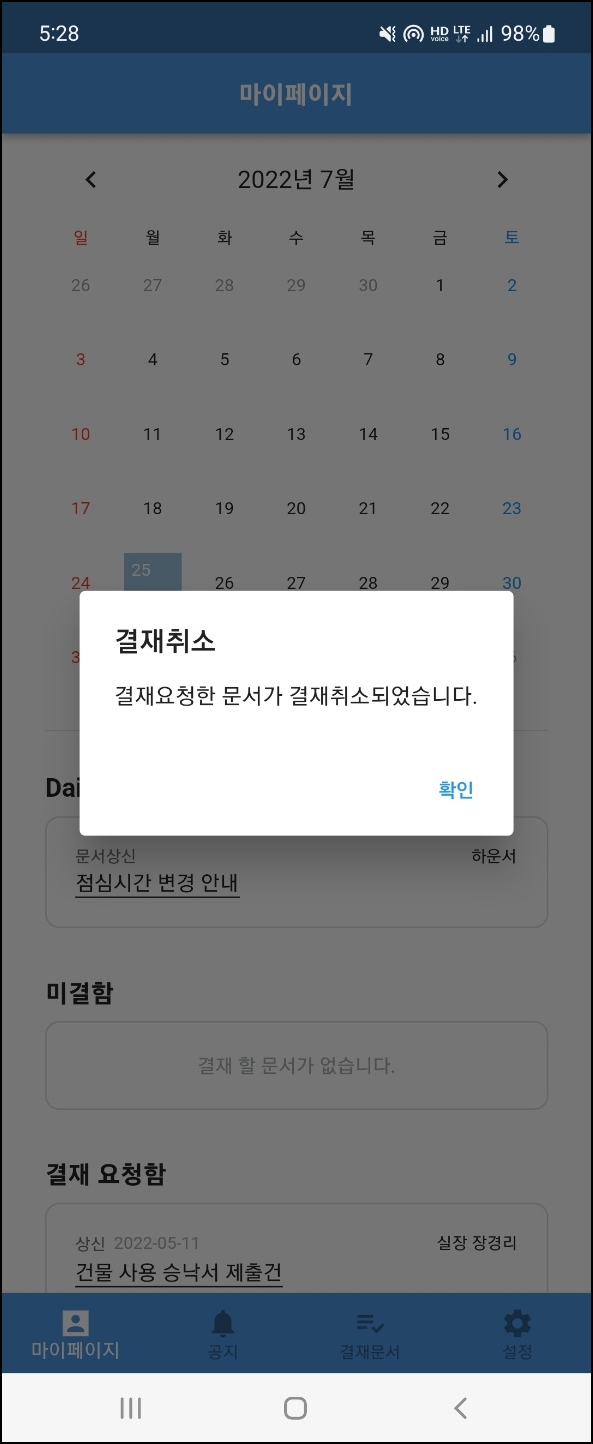 5:28
HD voice LTE 98%
마이페이지
2022년 7월
일 월 화 수 목 금 토
26 27 28 29 30 1 2
3 4 5 6 7 8 9
10 11 12 13 14 15 16
17 18 19 20 21 22 23
24 25 26 27 28 29 30
결재취소
결재요청한 문서가 결재취소되었습니다.
확인
Dai
문서상신 하운서
점심시간 변경 안내
미결함
결재 할 문서가 없습니다.
결재 요청함
상신 2022-05-11 실장 장경리
건물 사용 승낙서 제출건
마이페이지 공지 결재문서 설정